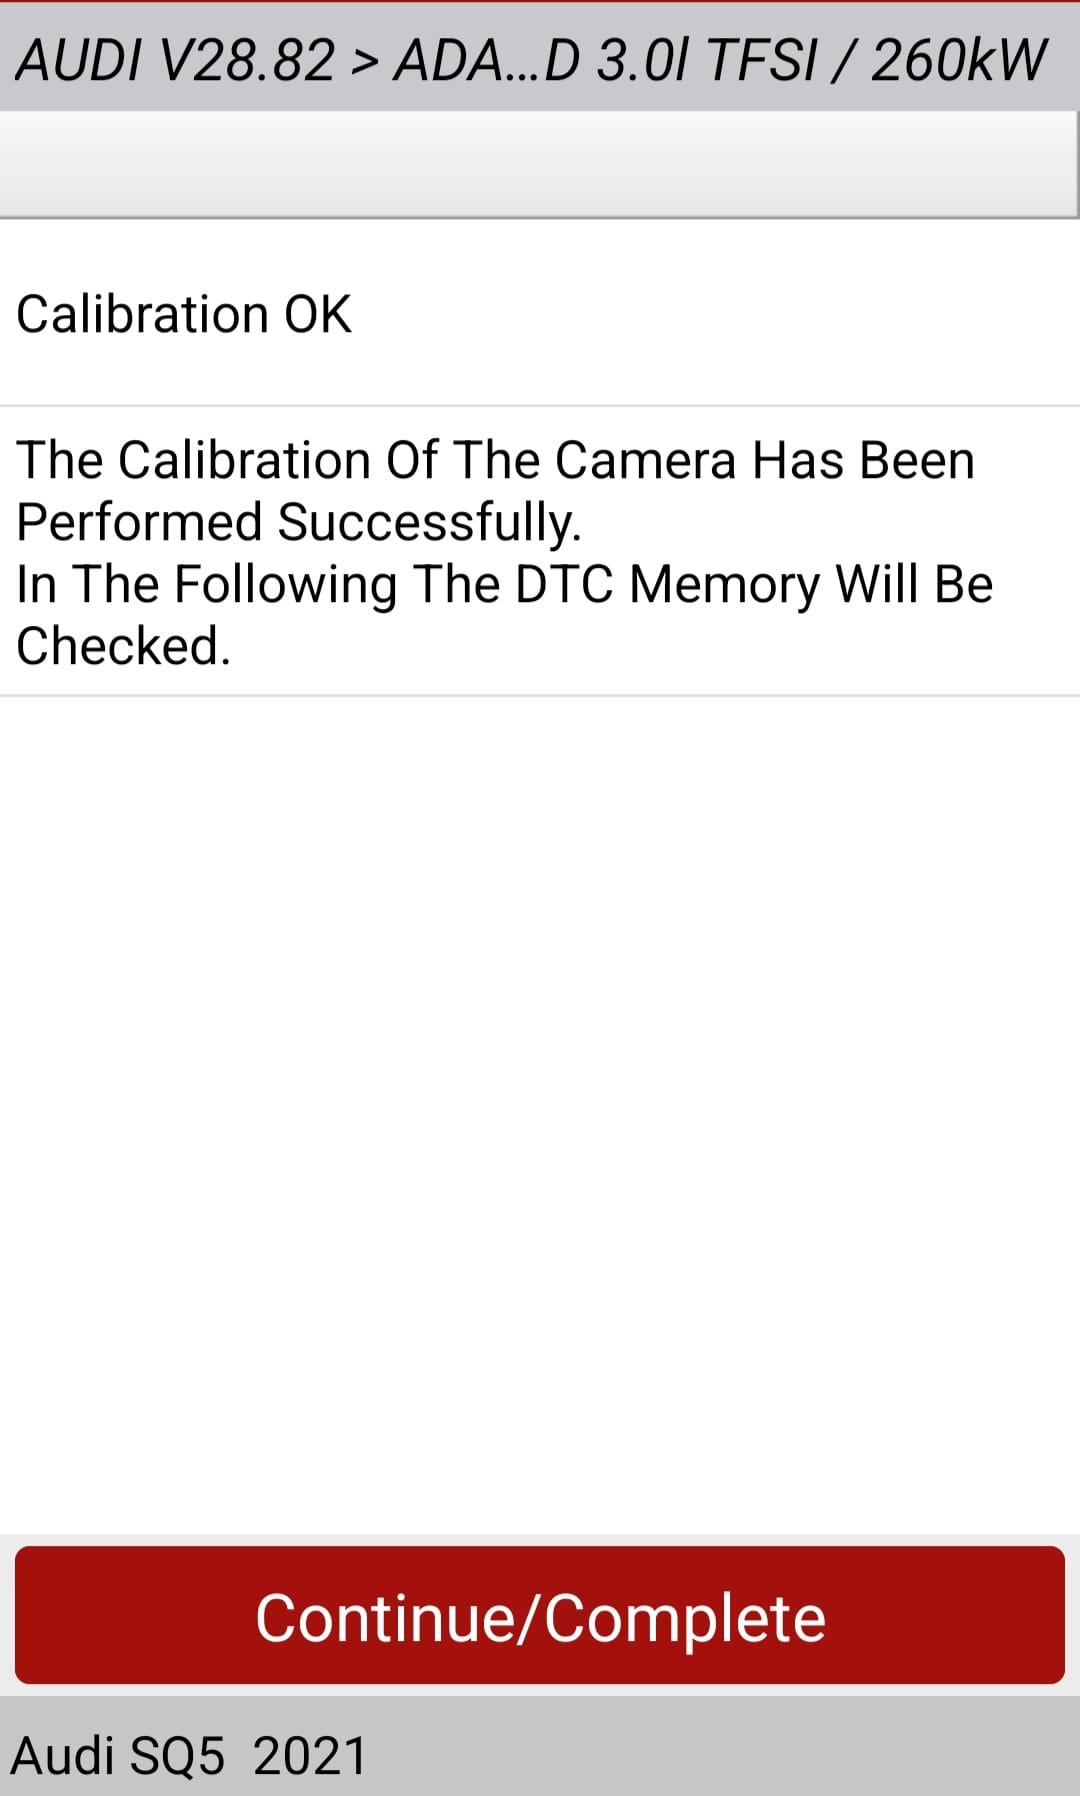 AUDI V28.82 > ADA...D 3.0l TFSI / 260kW
Calibration OK
The Calibration Of The Camera Has Been
Performed Successfully.
In The Following The DTC Memory Will Be
Checked.
Continue/Complete
Audi SQ5  2021